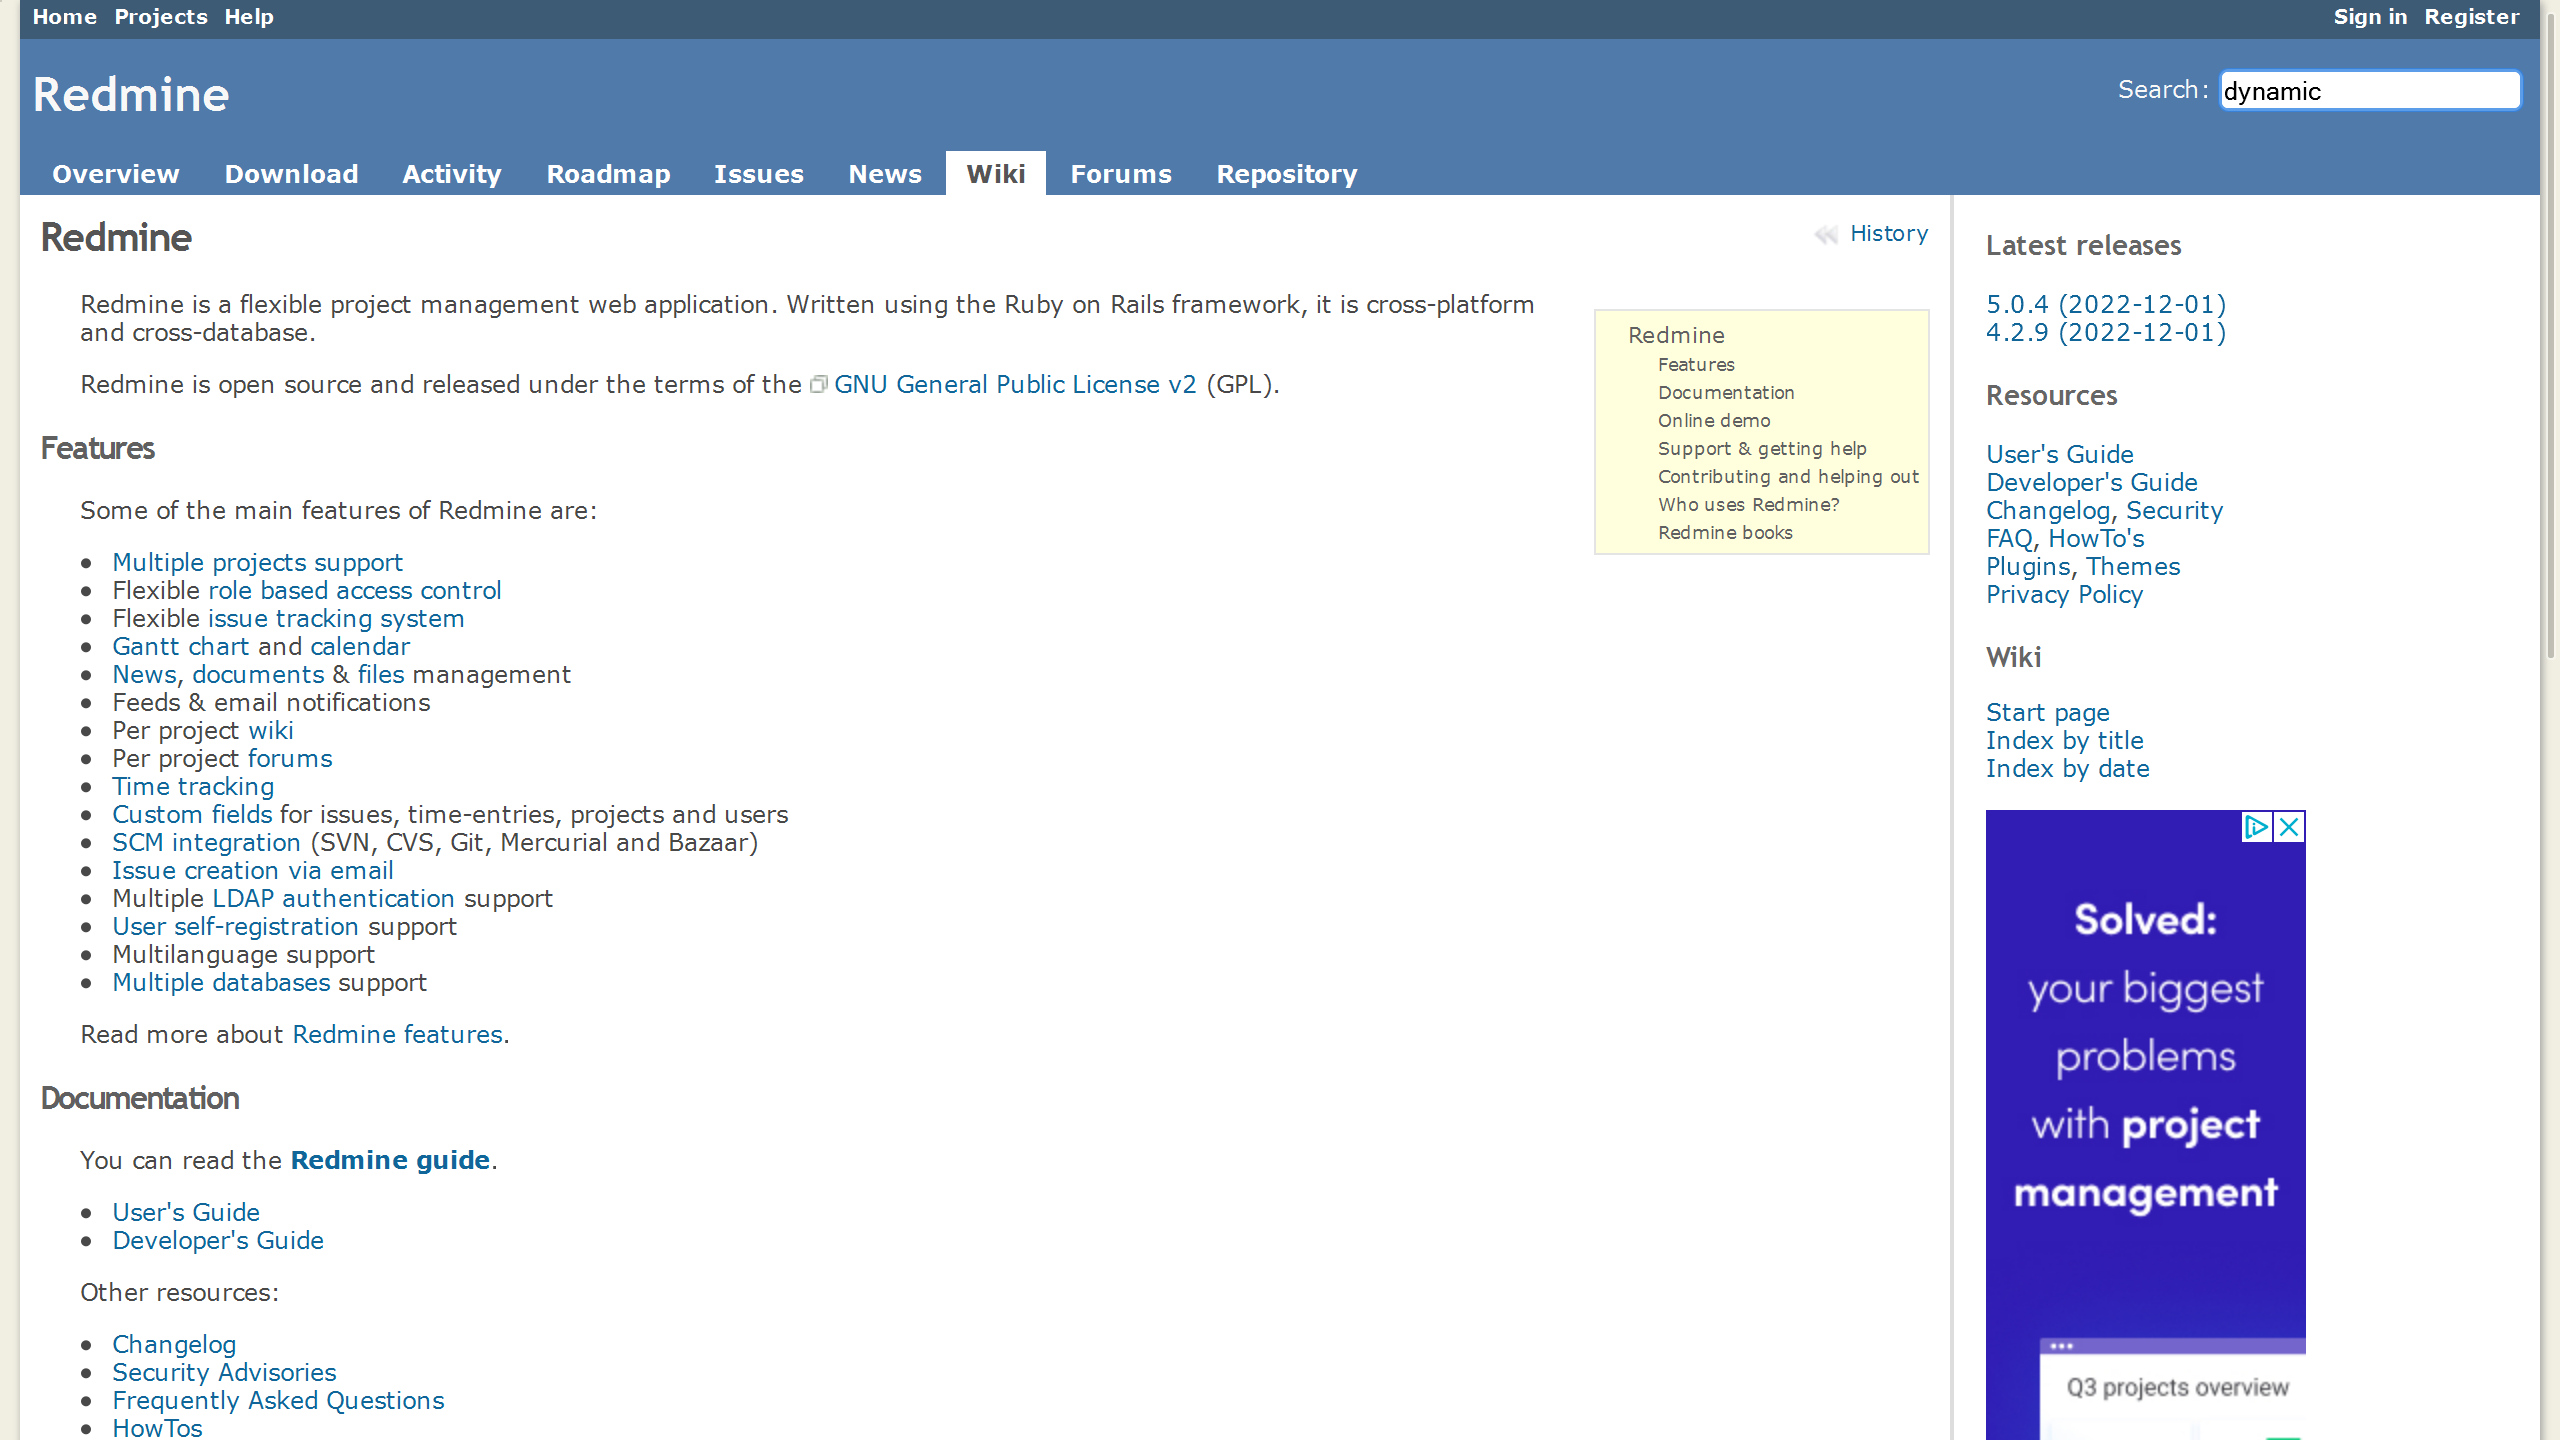 Home Projects Help Sign in Register
Redmine
Search: dynamic
Overview Download Activity Roadmap Issues News Wiki Forums Repository
Redmine
History
Redmine is a flexible project management web application. Written using the Ruby on Rails framework, it is cross-platform
and cross-database.
Redmine is open source and released under the terms of the GNU General Public License v2 (GPL).
Redmine
Features
Documentation
Online demo
Support & getting help
Contributing and helping out
Who uses Redmine?
Redmine books
Features
Some of the main features of Redmine are:
Multiple projects support
Flexible role based access control
Flexible issue tracking system
Gantt chart and calendar
News, documents & files management
Feeds & email notifications
Per project wiki
Per project forums
Time tracking
Custom fields for issues, time-entries, projects and users
SCM integration (SVN, CVS, Git, Mercurial and Bazaar)
Issue creation via email
Multiple LDAP authentication support
User self-registration support
Multilanguage support
Multiple databases support
Read more about Redmine features.
Documentation
You can read the Redmine guide.
User's Guide
Developer's Guide
Other resources:
Changelog
Security Advisories
Frequently Asked Questions
HowTos
Latest releases
5.0.4 (2022-12-01)
4.2.9 (2022-12-01)
Resources
User's Guide
Developer's Guide
Changelog, Security
FAQ, HowTo's
Plugins, Themes
Privacy Policy
Wiki
Start page
Index by title
Index by date
Solved:
your biggest
problems
with project
management
Q3 projects overview